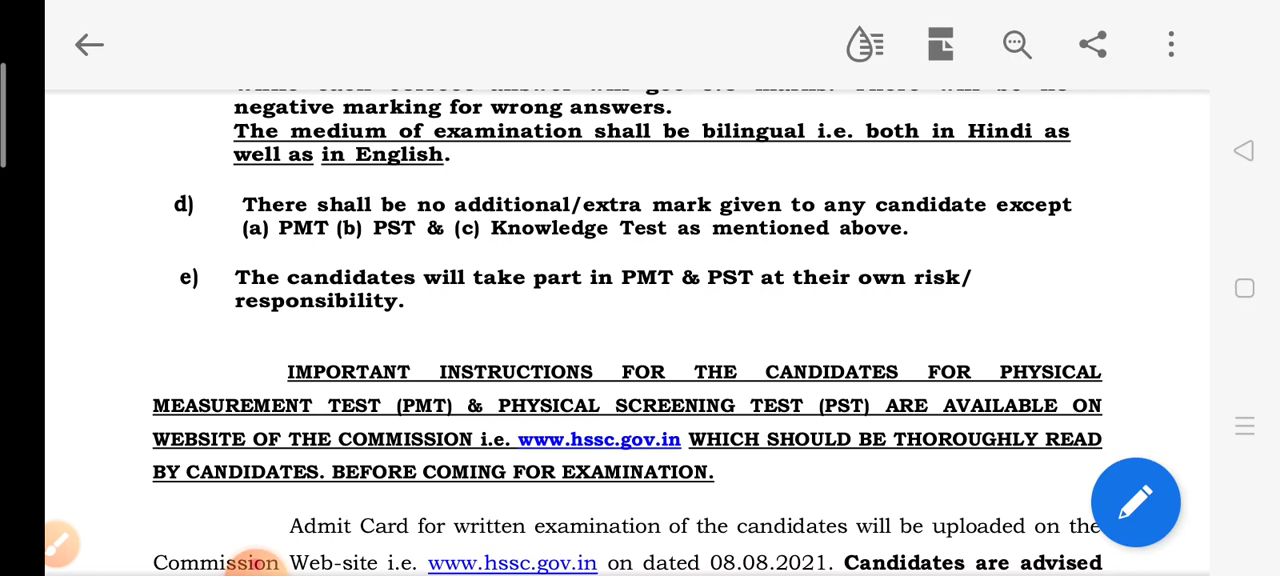 negative marking for wrong answers.
The medium of examination shall be bilingual i.e. both in Hindi as
well as in English.
d) There shall be no additional/extra mark given to any candidate except
(a) PMT (b) PST & (c) Knowledge Test as mentioned above.
e) The candidates will take part in PMT & PST at their own risk/
responsibility.
IMPORTANT INSTRUCTIONS FOR THE CANDIDATES FOR PHYSICAL
MEASUREMENT TEST (PMT) & PHYSICAL SCREENING TEST (PST) ARE AVAILABLE ON
WEBSITE OF THE COMMISSION i.e. www.hssc.gov.in WHICH SHOULD BE THOROUGHLY READ
BY CANDIDATES. BEFORE COMING FOR EXAMINATION.
Admit Card for written examination of the candidates will be uploaded on the
Commission Web-site i.e. www.hssc.gov.in on dated 08.08.2021. Candidates are advised